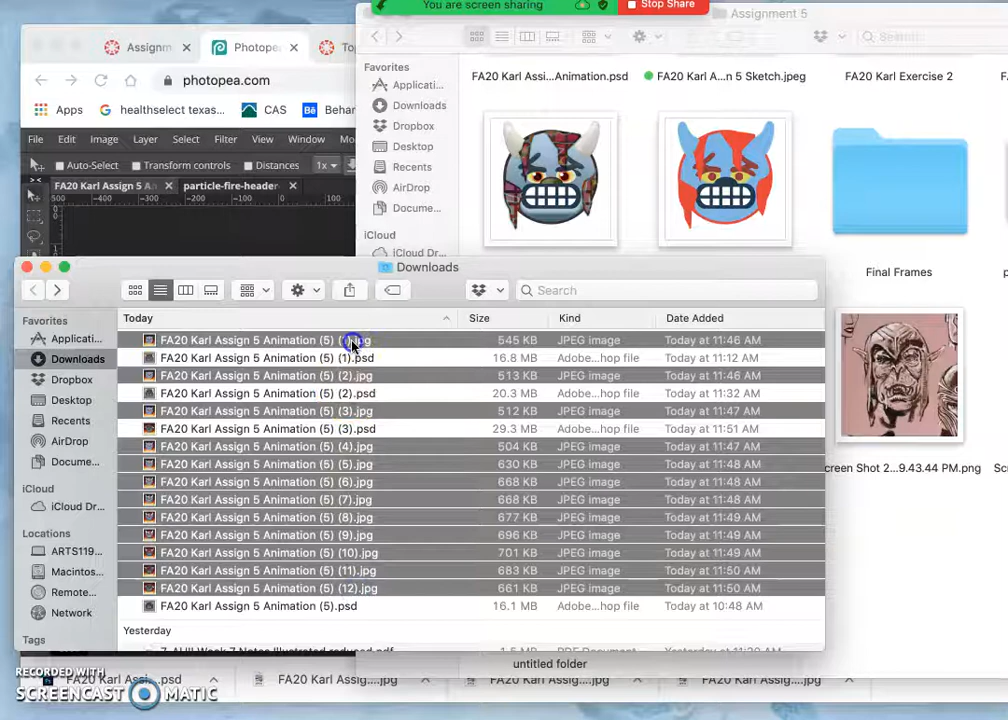 You are screen sharing
Stop Share
Assignment 5
Assignm
Photopea
photopea.com
Apps
healthselect texas...
CAS
Search
Favorites
Applicati...
Downloads
Dropbox
Desktop
Recents
AirDrop
Docume...
iCloud
iCloud Dr...
FA20 Karl Assi...Animation.psd
FA20 Karl A...n 5 Sketch.jpeg
FA20 Karl Exercise 2
Final Frames
Screen Shot 2...9.43.44 PM.png
File Edit Image Layer Select Filter View Window
Auto-Select
Transform controls
Distances
1x
FA20 Karl Assign 5 A
particle-fire-header
500 -400 -300 -200 -100 0 100
Downloads
Search
Favorites
Applicati...
Downloads
Dropbox
Desktop
Recents
AirDrop
Docume...
iCloud
iCloud Dr...
Locations
ARTS119...
Macintos...
Remote...
Network
Tags
Today Size Kind Date Added
FA20 Karl Assign 5 Animation (5) (1).jpg 545 KB JPEG image Today at 11:46 AM
FA20 Karl Assign 5 Animation (5) (1).psd 16.8 MB Adobe...hop file Today at 11:12 AM
FA20 Karl Assign 5 Animation (5) (2).jpg 513 KB JPEG image Today at 11:46 AM
FA20 Karl Assign 5 Animation (5) (2).psd 20.3 MB Adobe...hop file Today at 11:32 AM
FA20 Karl Assign 5 Animation (5) (3).jpg 512 KB JPEG image Today at 11:47 AM
FA20 Karl Assign 5 Animation (5) (3).psd 29.3 MB Adobe...hop file Today at 11:51 AM
FA20 Karl Assign 5 Animation (5) (4).jpg 504 KB JPEG image Today at 11:47 AM
FA20 Karl Assign 5 Animation (5) (5).jpg 630 KB JPEG image Today at 11:48 AM
FA20 Karl Assign 5 Animation (5) (6).jpg 668 KB JPEG image Today at 11:48 AM
FA20 Karl Assign 5 Animation (5) (7).jpg 668 KB JPEG image Today at 11:48 AM
FA20 Karl Assign 5 Animation (5) (8).jpg 677 KB JPEG image Today at 11:49 AM
FA20 Karl Assign 5 Animation (5) (9).jpg 696 KB JPEG image Today at 11:49 AM
FA20 Karl Assign 5 Animation (5) (10).jpg 701 KB JPEG image Today at 11:49 AM
FA20 Karl Assign 5 Animation (5) (11).jpg 683 KB JPEG image Today at 11:50 AM
FA20 Karl Assign 5 Animation (5) (12).jpg 661 KB JPEG image Today at 11:50 AM
FA20 Karl Assign 5 Animation (5).psd 16.1 MB Adobe...hop file Today at 10:48 AM
Yesterday
untitled folder
FA20 Karl Assi....psd
FA20 Karl Assig....jpg
FA20 Karl Assig....jpg
FA20 Karl Assig....jpg
RECORDED WITH
SCREENCAST MATIC